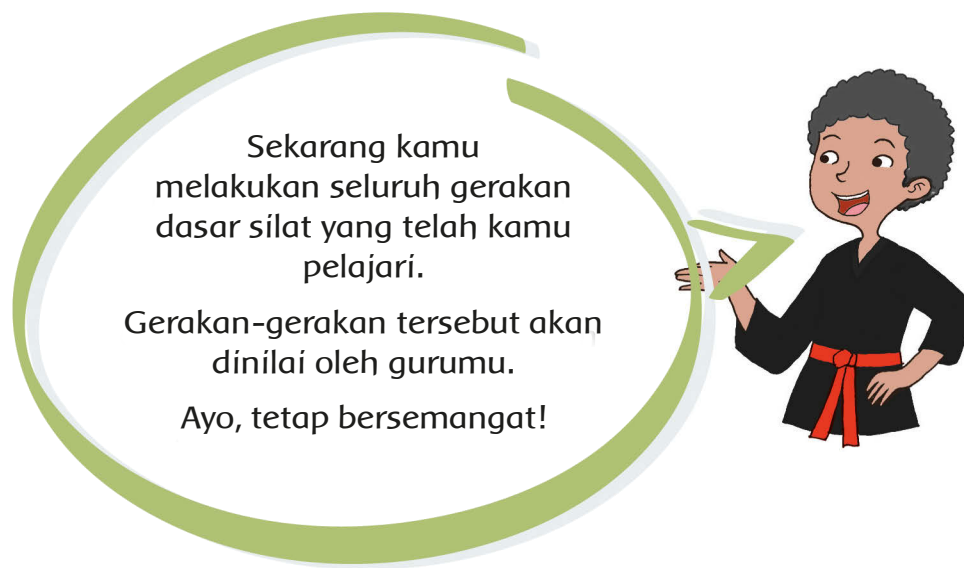 Sekarang kamu
melakukan seluruh gerakan
dasar silat yang telah kamu
pelajari.
Gerakan-gerakan tersebut akan
dinilai oleh gurumu.
Ayo, tetap bersemangat!